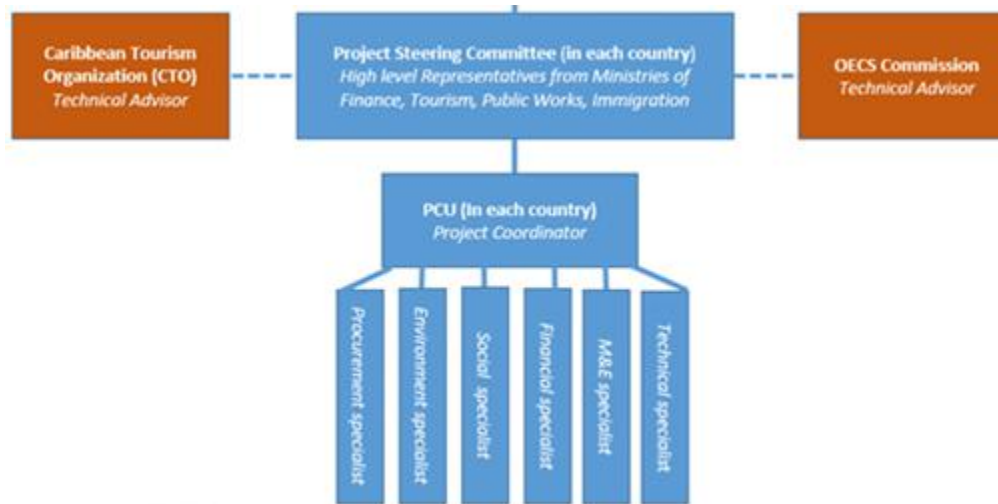 Caribbean Tourism
Organization (CTO)
Technical Advisor
Project Steering Committee (in each country)
High level Representatives from Ministries of
Finance, Tourism, Public Works, Immigration
OECS Commission
Technical Advisor
PCU (In each country)
Project Coordinator
Procurement specialist
Environment specialist
Social specialist
Financial specialist
M&E specialist
Technical specialist